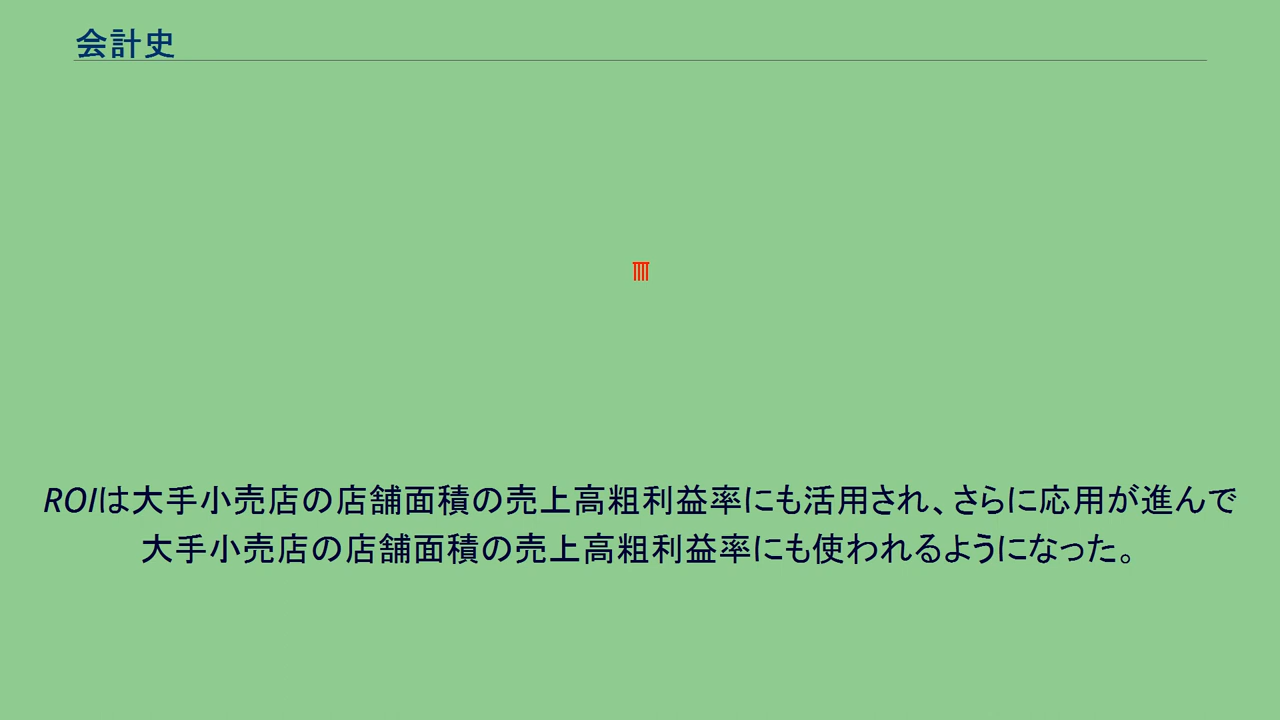 会計史
ROIは大手小売店の店舗面積の売上高粗利益率にも活用され、さらに応用が進んで
大手小売店の店舗面積の売上高粗利益率にも使われるようになった。